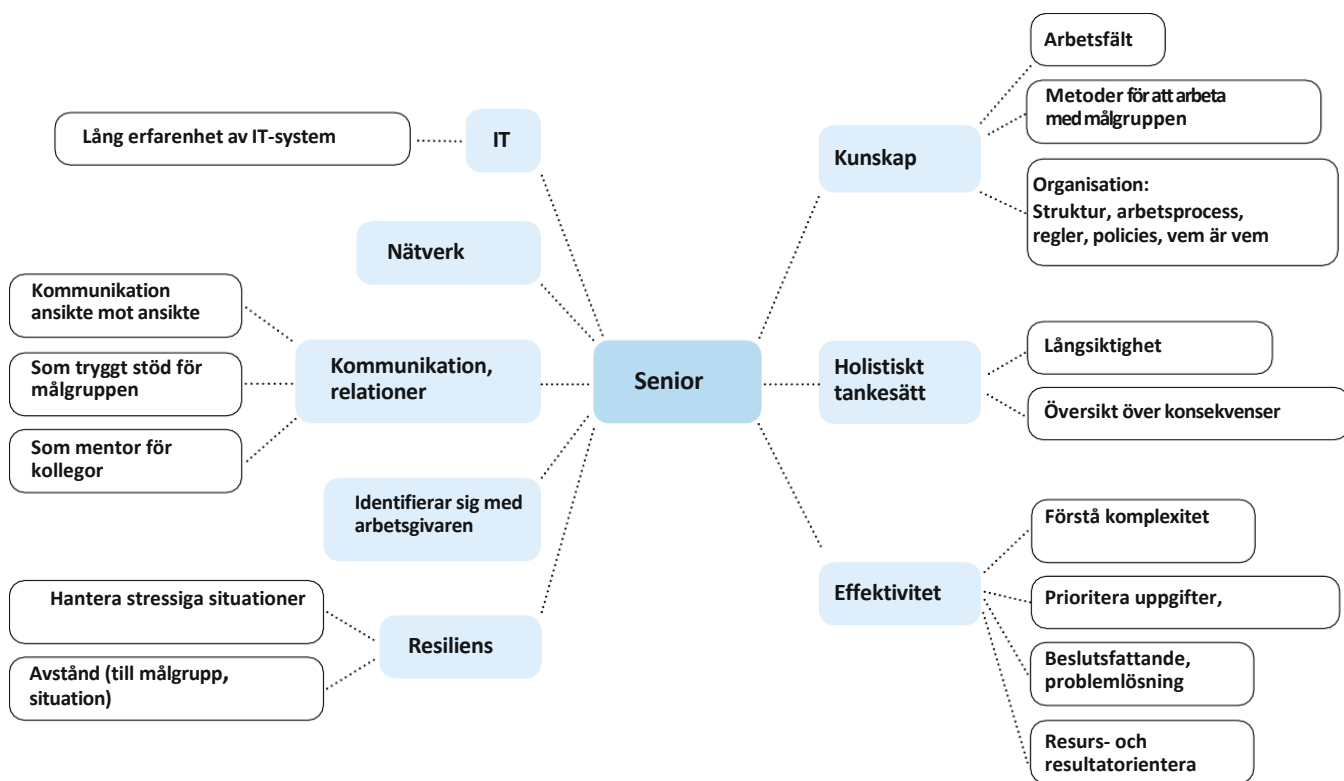 Arbetsfält
Metoder för att arbeta
med målgruppen
Lång erfarenhet av IT-system
IT
Kunskap
Organisation:
Struktur, arbetsprocess,
regler, policies, vem är vem
Nätverk
Kommunikation
ansikte mot ansikte
Som tryggt stöd för
målgruppen
Som mentor för
kollegor
Kommunikation,
relationer
Senior
Holistiskt
tankesätt
Långsiktighet
Översikt över konsekvenser
Identifierar sig med
arbetsgivaren
Hantera stressiga situationer
Avstånd (till målgrupp,
situation)
Resiliens
Effektivitet
Förstå komplexitet
Prioritera uppgifter,
Beslutsfattande,
problemlösning
Resurs- och
resultatorientera